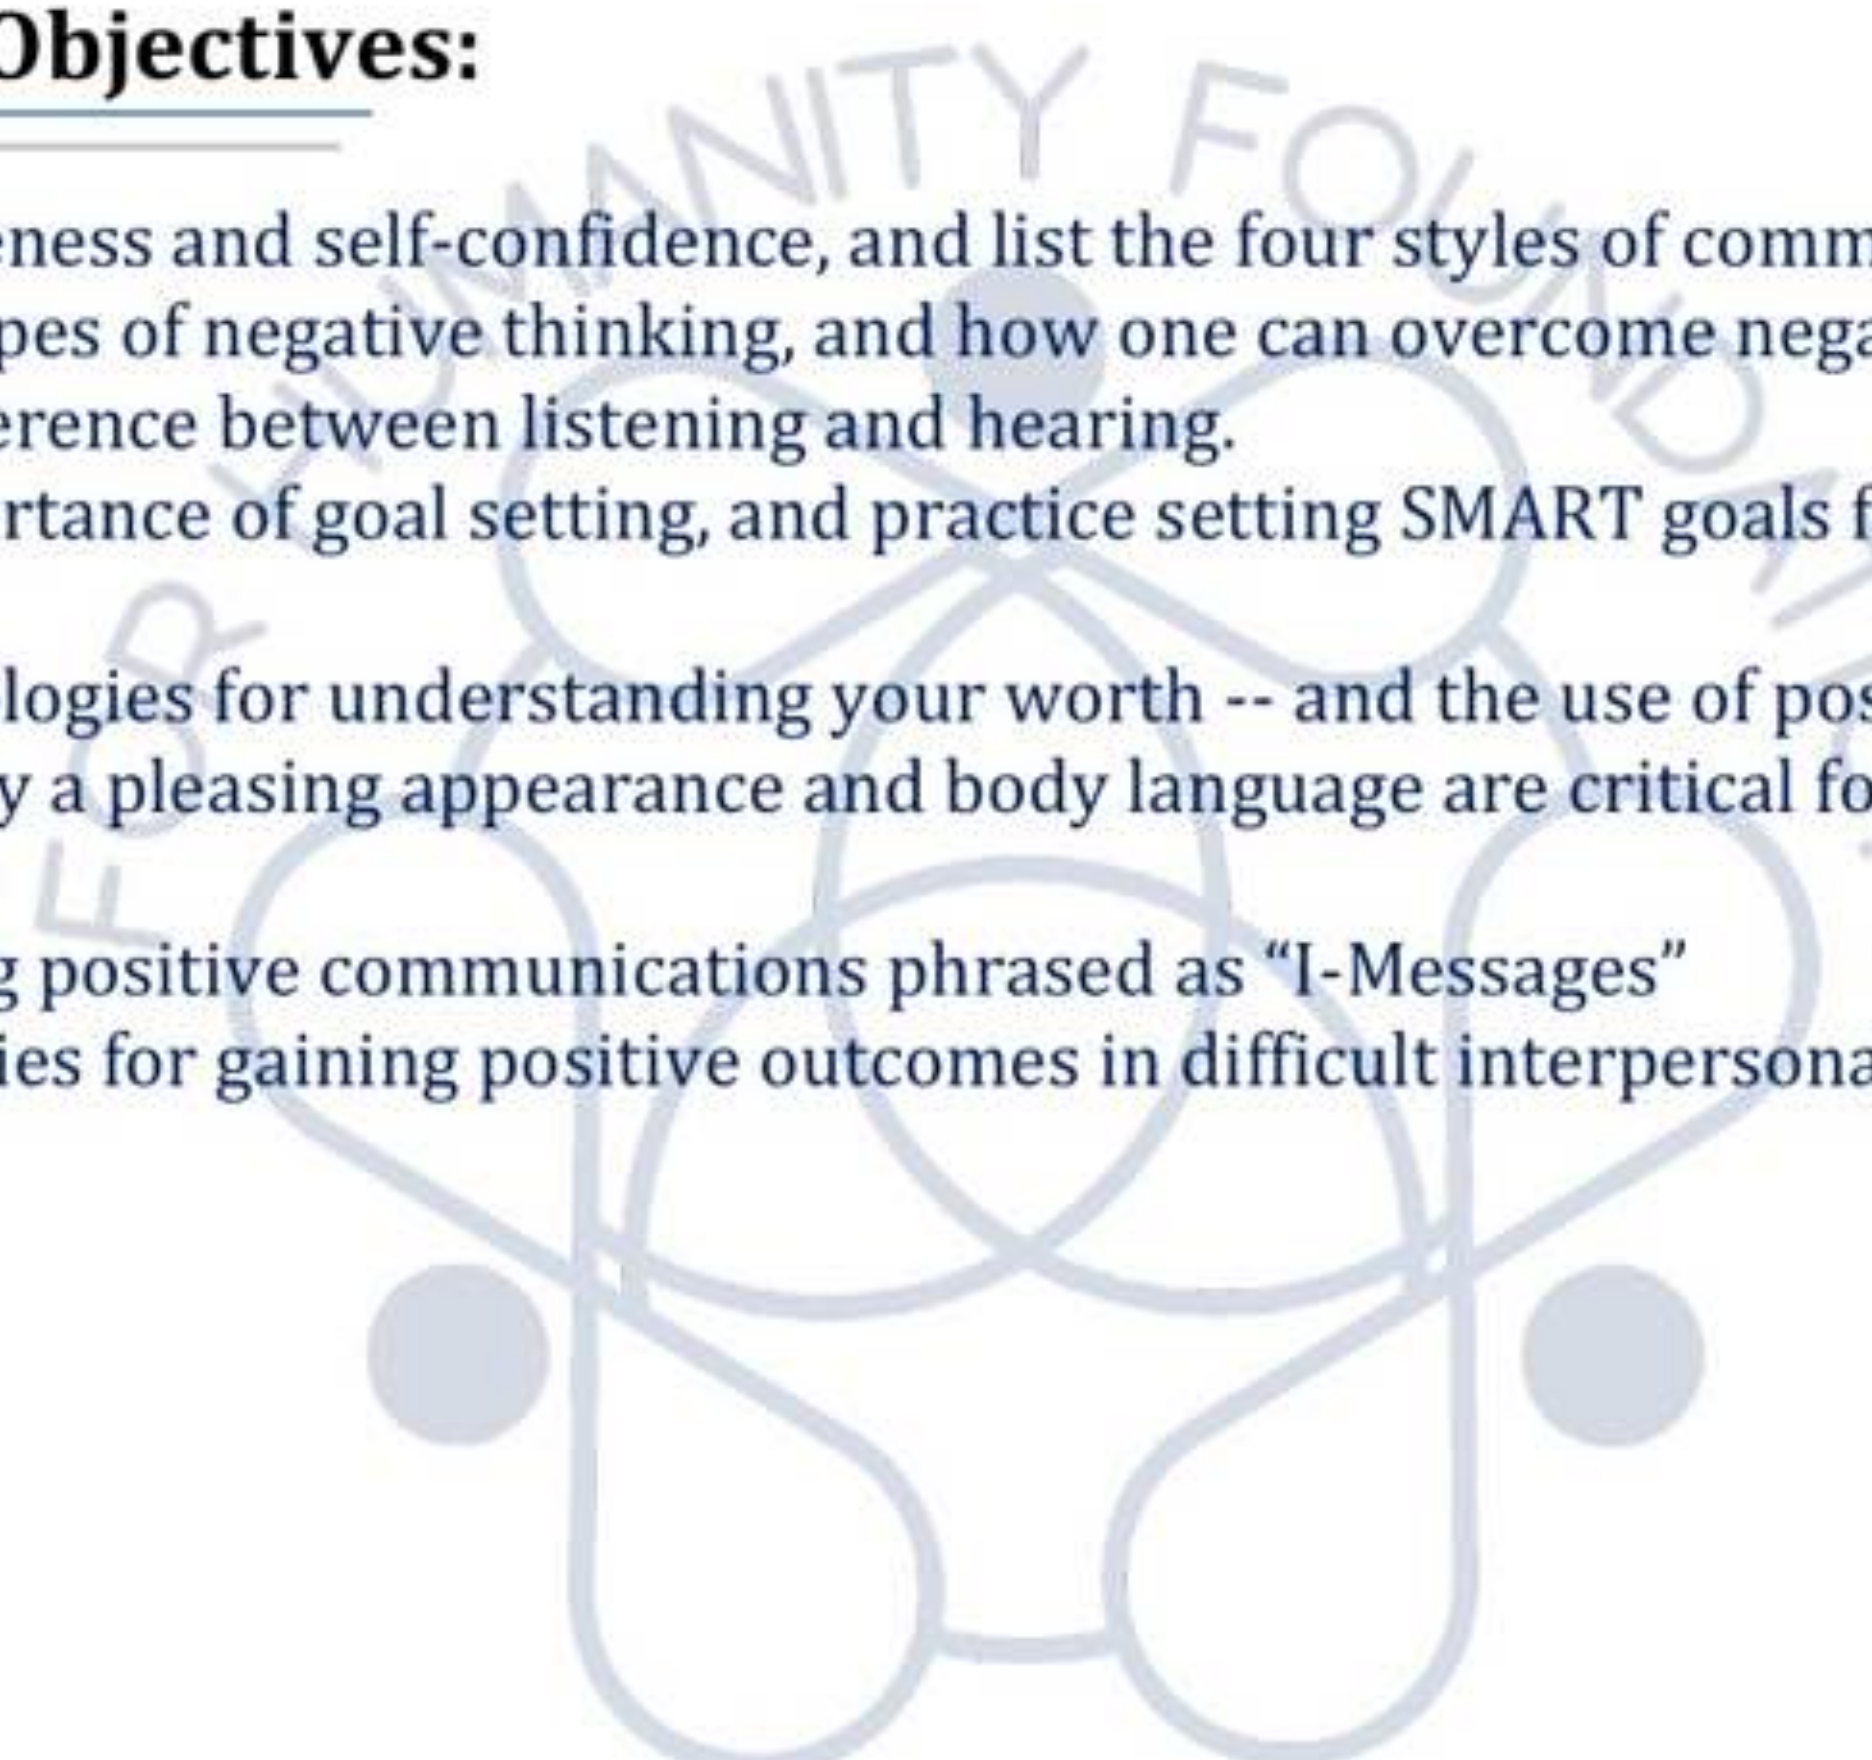 Objectives:
eness and self-confidence, and list the four styles of comm
pes of negative thinking, and how one can overcome nega
erence between listening and hearing.
rtance of goal setting, and practice setting SMART goals f
logies for understanding your worth -- and the use of pos
y a pleasing appearance and body language are critical fo
g positive communications phrased as “I-Messages”
ies for gaining positive outcomes in difficult interpersona
FOR HUMANITY FOUNDATI